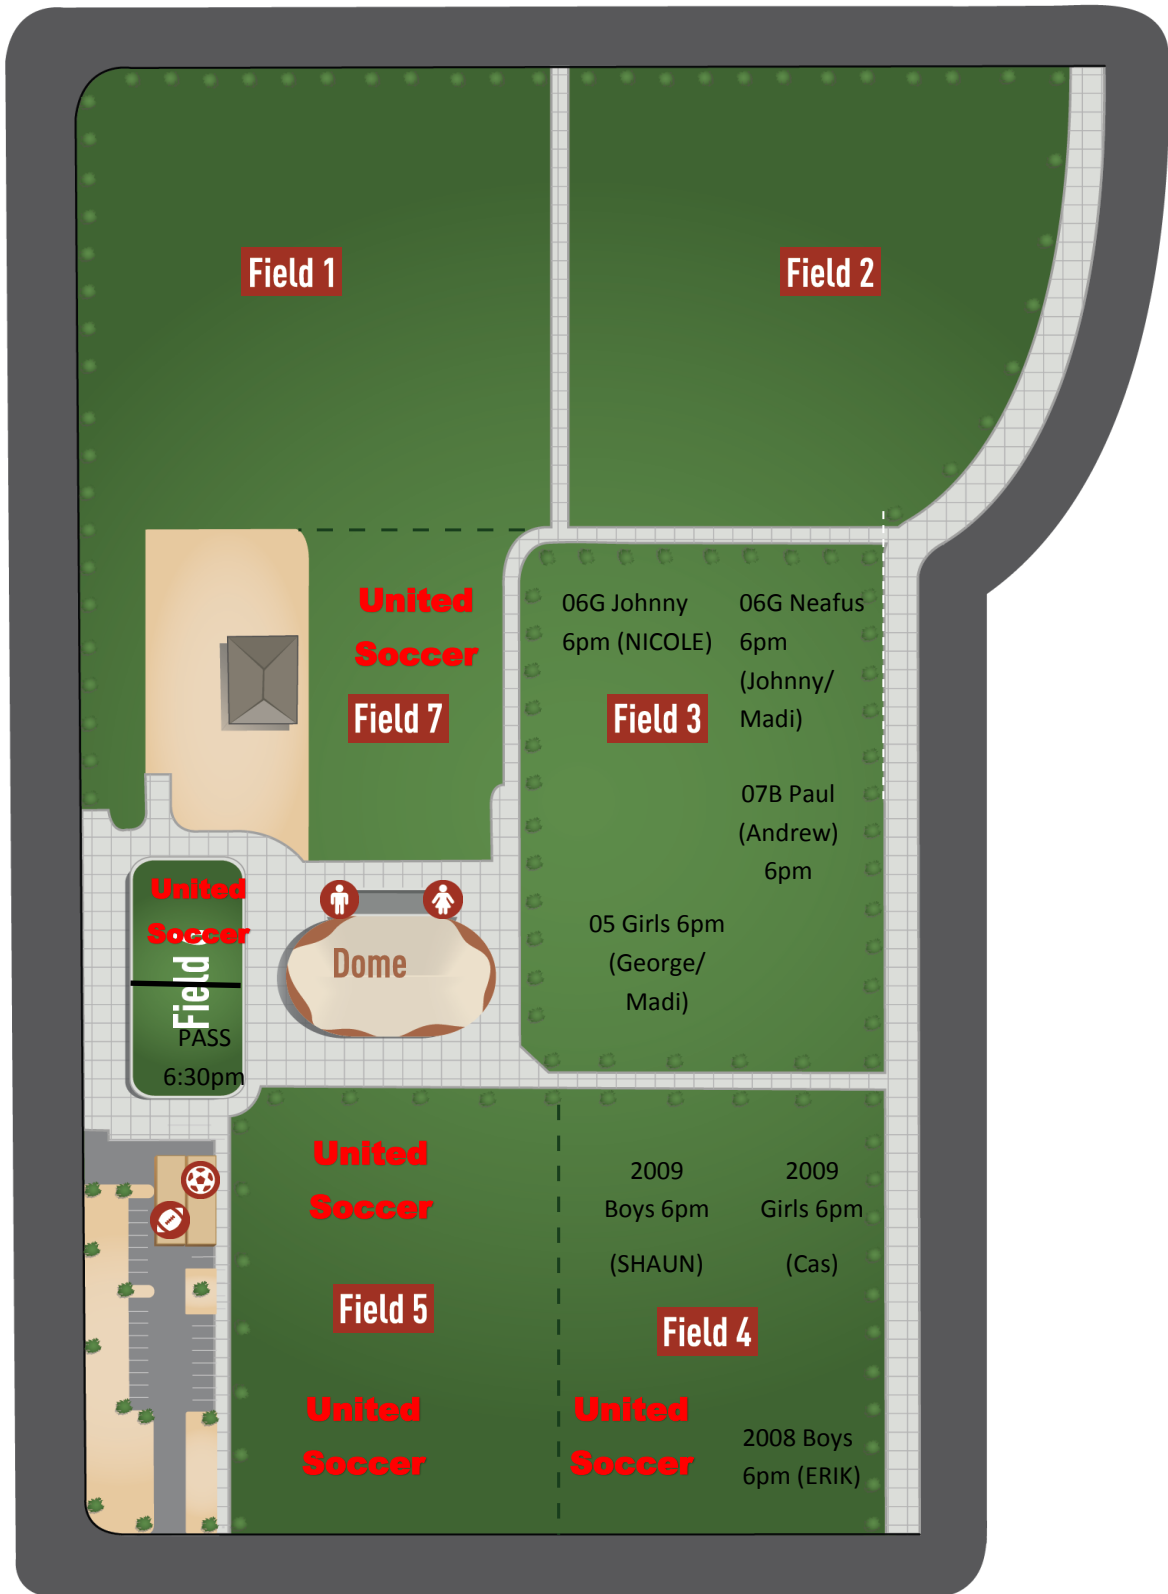 Field 1
Field 2
United
Soccer
Field 7
06G Johnny
6pm (NICOLE)
06G Neafus
6pm
(Johnny/
Madi)
Field 3
07B Paul
(Andrew)
6pm
05 Girls 6pm
(George/
Madi)
United
Soccer
Field
PASS
6:30pm
Dome
United
Soccer
Field 5
United
Soccer
2009
Boys 6pm
(SHAUN)
2009
Girls 6pm
(Cas)
Field 4
United
Soccer
2008 Boys
6pm (ERIK)